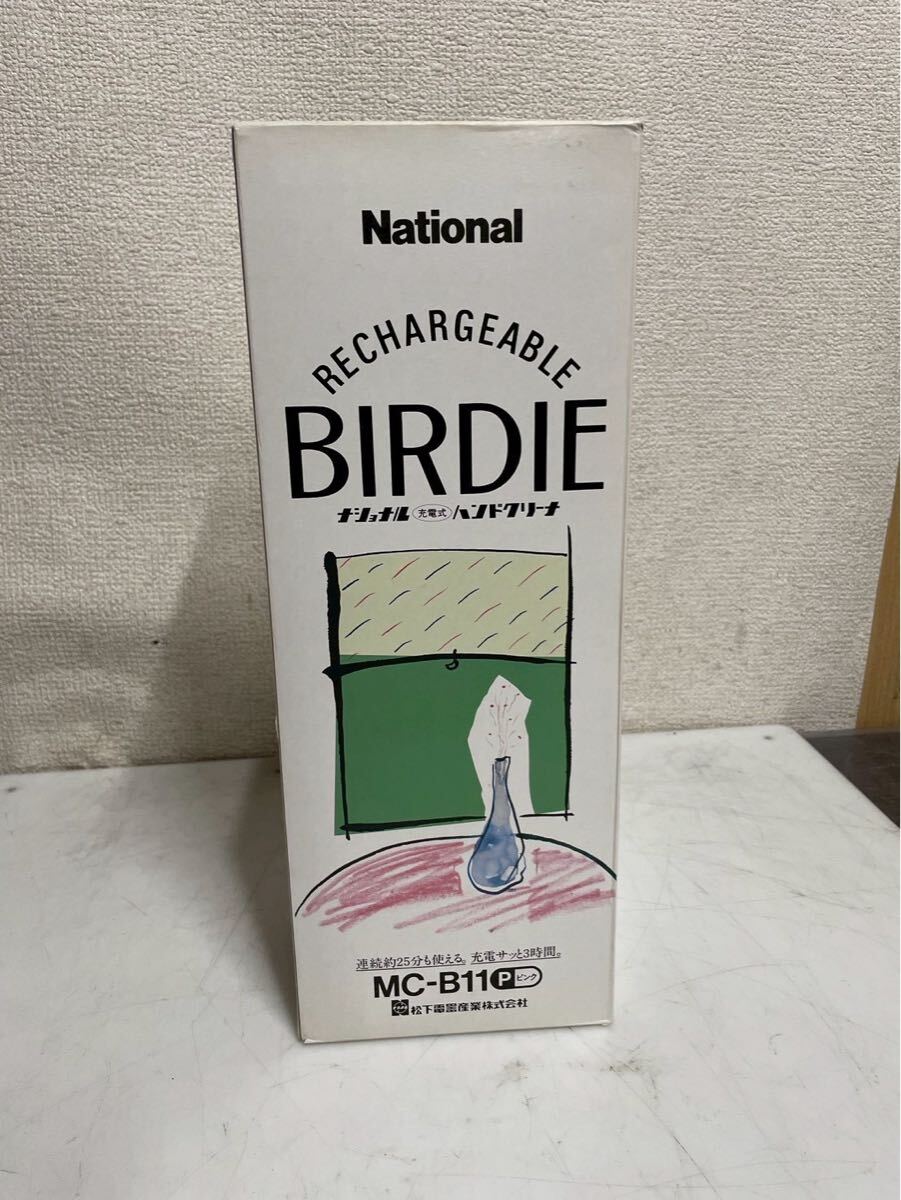 National
RECHARGEABLE
BIRDIE
ナショナル 充電式 ハンドクリーナ
連続約25分も使える。充電サッと3時間。
MC-B11 P ピンク
松下電器産業株式会社